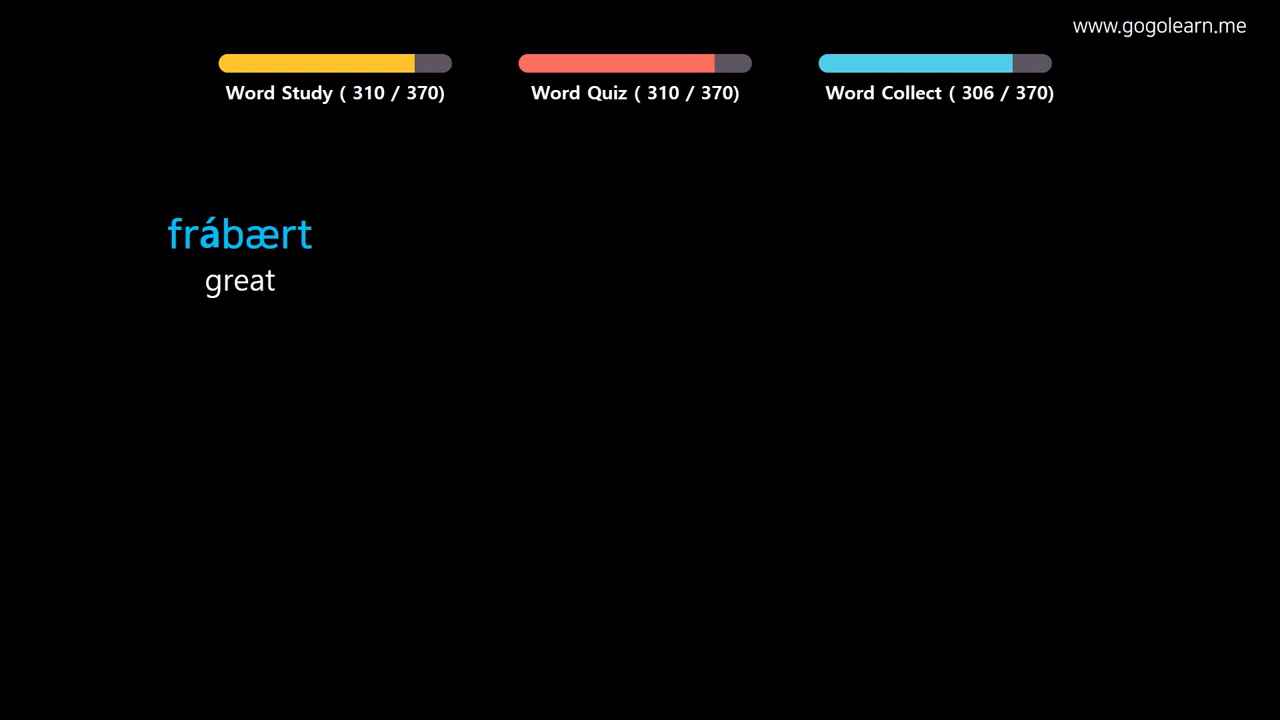 www.gogolearn.me
Word Study ( 310 / 370)
Word Quiz ( 310 / 370)
Word Collect ( 306 / 370)
frábært
great